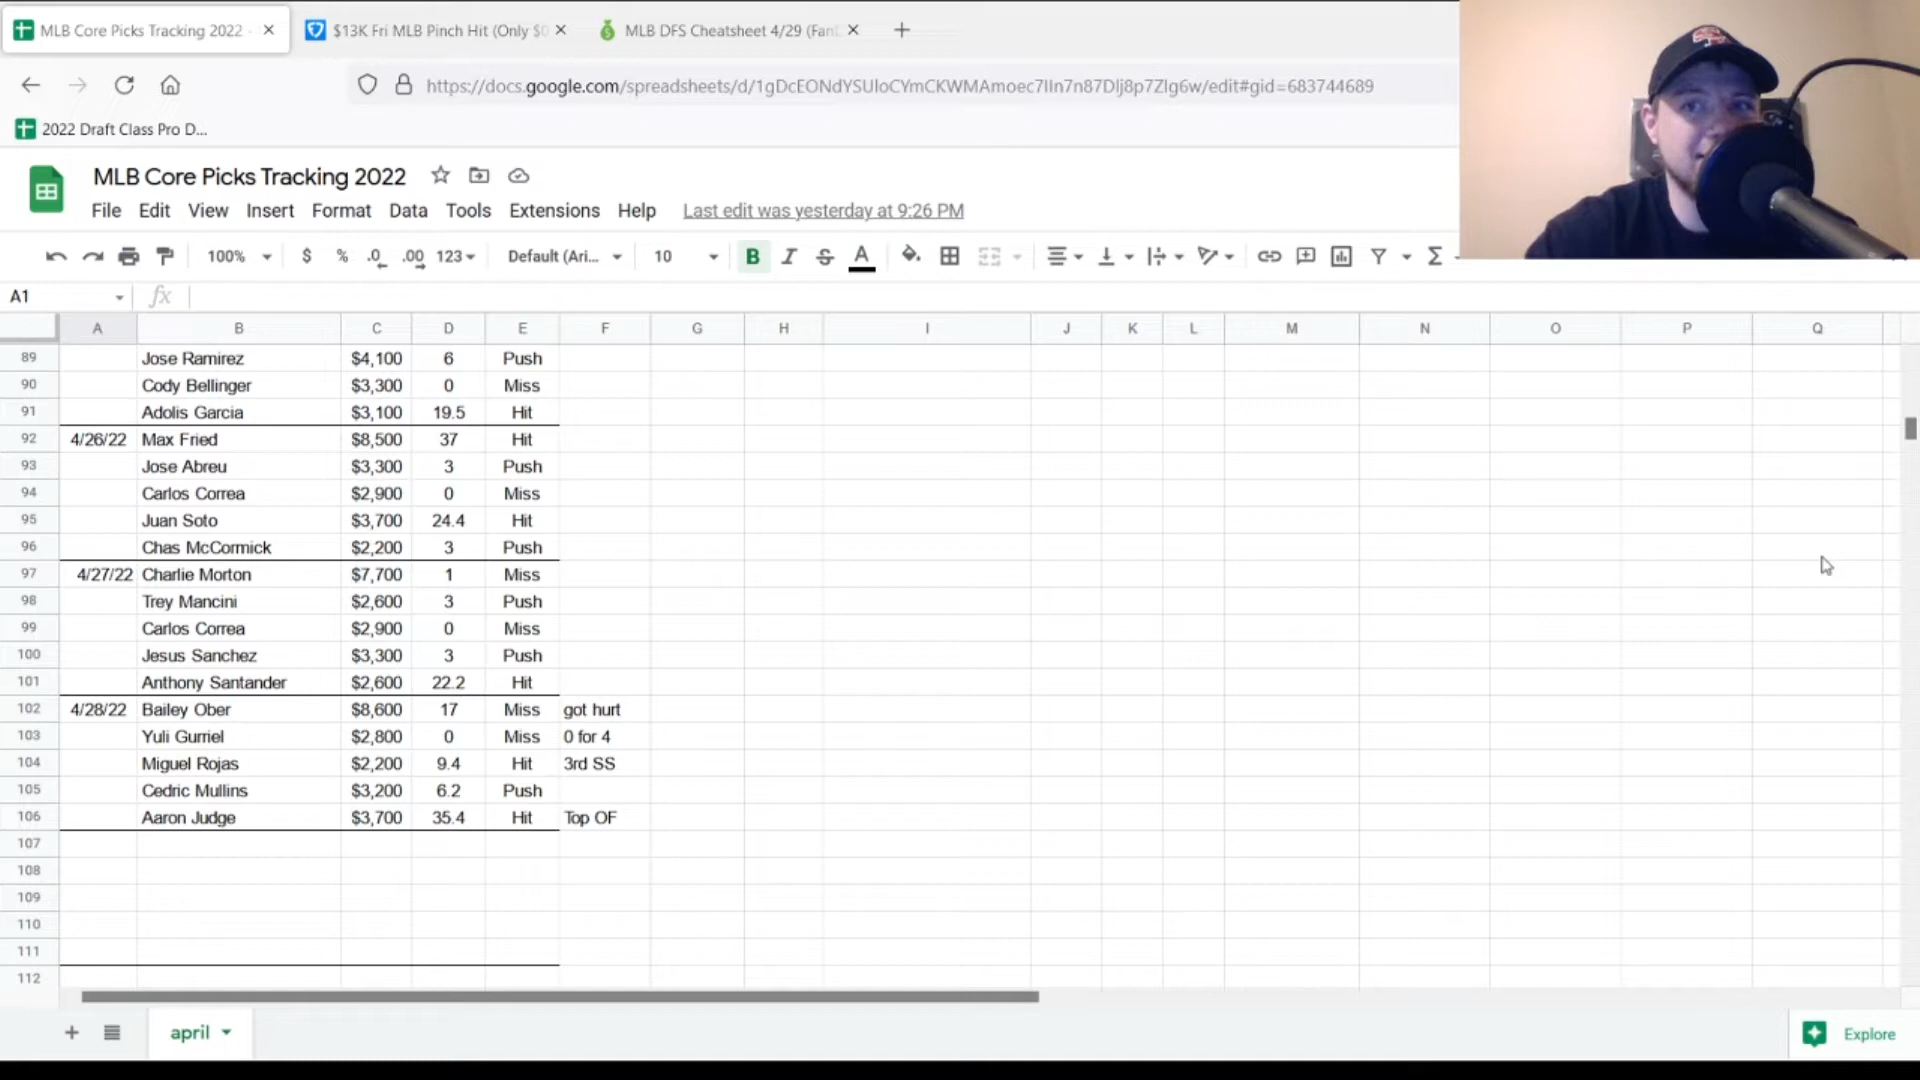 MLB Core Picks Tracking 2022 -
$13K Fri MLB Pinch Hit (Only $0
MLB DFS Cheatsheet 4/29 (Fan
https://docs.google.com/spreadsheets/d/1gDcEONdYSUloCYmCKWMAmoec7IIn7n87Dlj8p7Zlg6w/edit#gid=683744689
2022 Draft Class Pro D...
MLB Core Picks Tracking 2022
File Edit View Insert Format Data Tools Extensions Help Last edit was yesterday at 9:26 PM
100% $ % .0 .00 123 Default (Ari... 10 B I S A Σ
A1 fx
A B C D E F G H I J K L M N O P Q
89 Jose Ramirez $4,100 6 Push
90 Cody Bellinger $3,300 0 Miss
91 Adolis Garcia $3,100 19.5 Hit
92 4/26/22 Max Fried $8,500 37 Hit
93 Jose Abreu $3,300 3 Push
94 Carlos Correa $2,900 0 Miss
95 Juan Soto $3,700 24.4 Hit
96 Chas McCormick $2,200 3 Push
97 4/27/22 Charlie Morton $7,700 1 Miss
98 Trey Mancini $2,600 3 Push
99 Carlos Correa $2,900 0 Miss
100 Jesus Sanchez $3,300 3 Push
101 Anthony Santander $2,600 22.2 Hit
102 4/28/22 Bailey Ober $8,600 17 Miss got hurt
103 Yuli Gurriel $2,800 0 Miss 0 for 4
104 Miguel Rojas $2,200 9.4 Hit 3rd SS
105 Cedric Mullins $3,200 6.2 Push
106 Aaron Judge $3,700 35.4 Hit Top OF
107
108
109
110
111
112
april
Explore